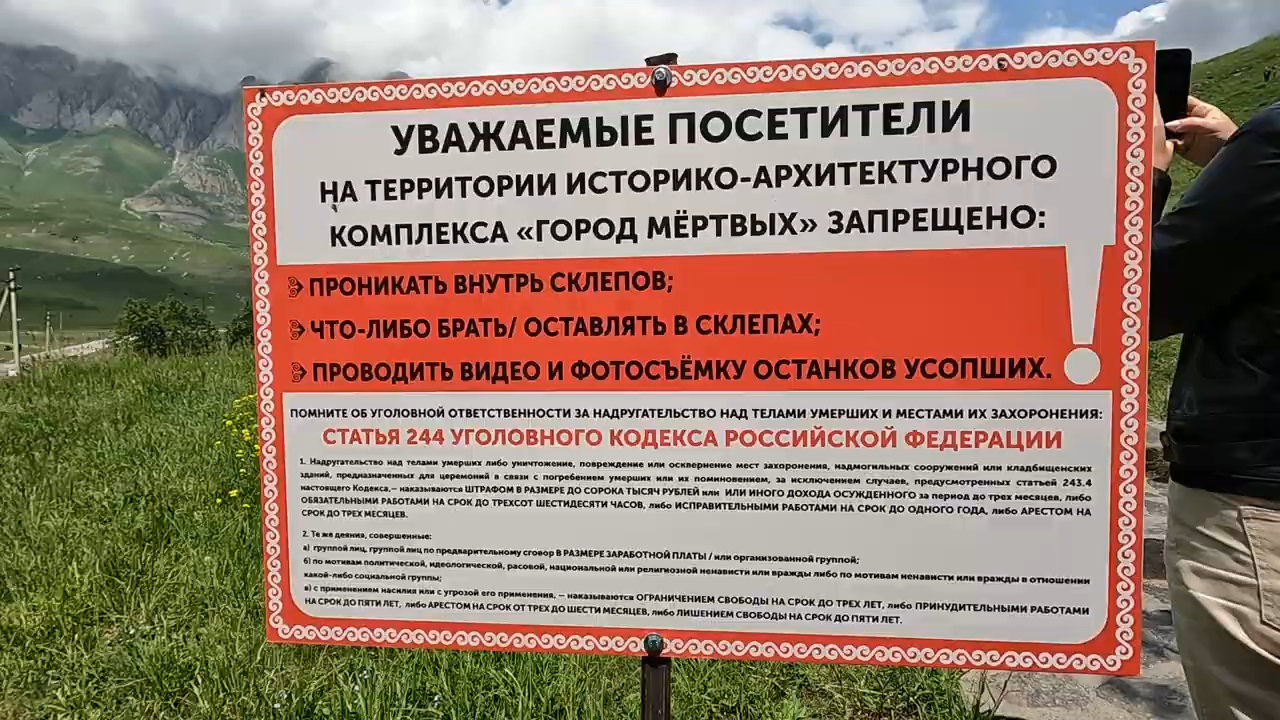 УВАЖАЕМЫЕ ПОСЕТИТЕЛИ
НА ТЕРРИТОРИИ ИСТОРИКО-АРХИТЕКТУРНОГО
КОМПЛЕКСА «ГОРОД МЁРТВЫХ» ЗАПРЕЩЕНО:
ПРОНИКАТЬ ВНУТРЬ СКЛЕПОВ;
ЧТО-ЛИБО БРАТЬ/ ОСТАВЛЯТЬ В СКЛЕПАХ;
ПРОВОДИТЬ ВИДЕО И ФОТОСЪЁМКУ ОСТАНКОВ УСОПШИХ.
ПОМНИТЕ ОБ УГОЛОВНОЙ ОТВЕТСТВЕННОСТИ ЗА НАДРУГАТЕЛЬСТВО НАД ТЕЛАМИ УМЕРШИХ И МЕСТАМИ ИХ ЗАХОРОНЕНИЯ:
СТАТЬЯ 244 УГОЛОВНОГО КОДЕКСА РОССИЙСКОЙ ФЕДЕРАЦИИ
1. Надругательство над телами умерших либо уничтожение, повреждение или осквернение мест захоронения, надмогильных сооружений или кладбищенских
зданий, предназначенных для церемоний в связи с погребением умерших или их поминовением, за исключением случаев, предусмотренных статьей 243.4
настоящего Кодекса, – наказываются ШТРАФОМ В РАЗМЕРЕ ДО СОРОКА ТЫСЯЧ РУБЛЕЙ или ИЛИ ИНОГО ДОХОДА ОСУЖДЕННОГО за период до трех месяцев, либо
ОБЯЗАТЕЛЬНЫМИ РАБОТАМИ НА СРОК ДО ТРЕХСОТ ШЕСТИДЕСЯТИ ЧАСОВ, либо ИСПРАВИТЕЛЬНЫМИ РАБОТАМИ НА СРОК ДО ОДНОГО ГОДА, либо АРЕСТОМ НА
СРОК ДО ТРЕХ МЕСЯЦЕВ.
2. Те же деяния, совершенные:
а) группой лиц, группой лиц по предварительному сговор В РАЗМЕРЕ ЗАРАБОТНОЙ ПЛАТЫ / или организованной группой;
б) по мотивам политической, идеологической, расовой, национальной или религиозной ненависти или вражды либо по мотивам ненависти или вражды в отношении
какой-либо социальной группы;
в) с применением насилия или с угрозой его применения, – наказываются ОГРАНИЧЕНИЕМ СВОБОДЫ НА СРОК ДО ТРЕХ ЛЕТ, либо ПРИНУДИТЕЛЬНЫМИ РАБОТАМИ
НА СРОК ДО ПЯТИ ЛЕТ, либо АРЕСТОМ НА СРОК ОТ ТРЕХ ДО ШЕСТИ МЕСЯЦЕВ, либо ЛИШЕНИЕМ СВОБОДЫ НА СРОК ДО ПЯТИ ЛЕТ.